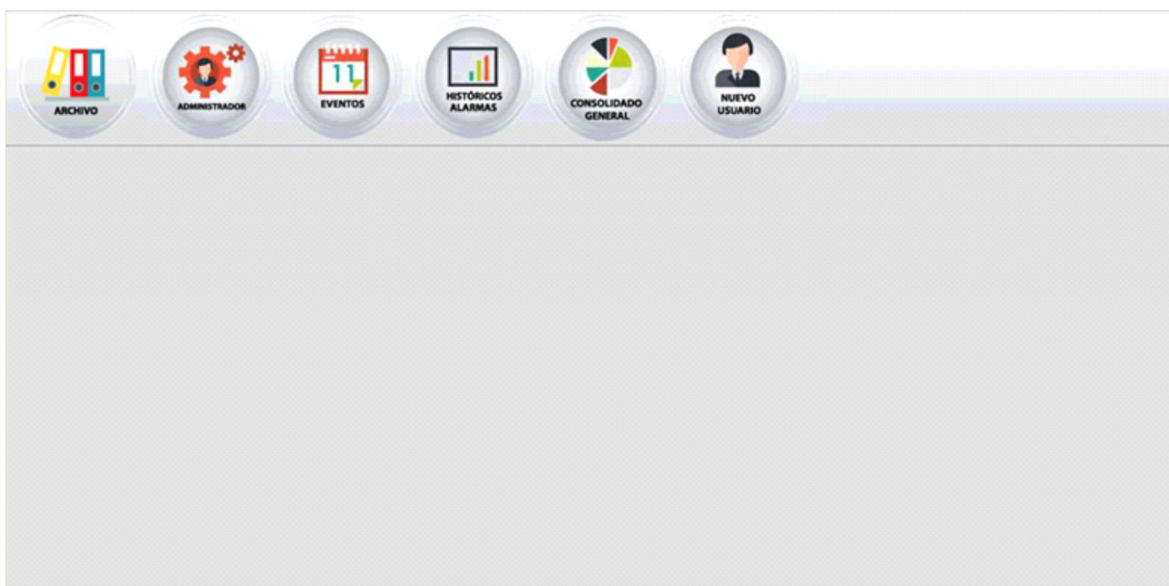 ARCHIVO
ADMINISTRADOR
11
EVENTOS
HISTÓRICOS
ALARMAS
CONSOLIDADO
GENERAL
NUEVO
USUARIO